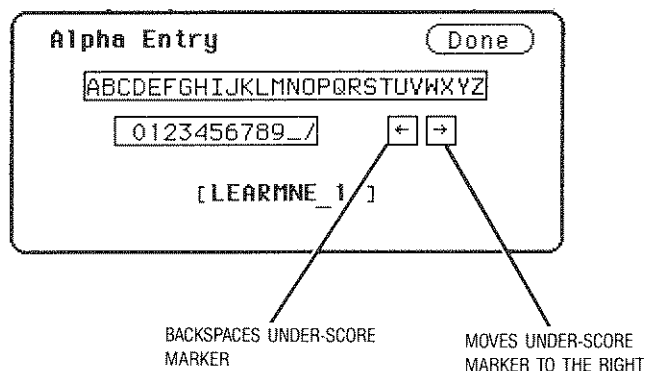 Alpha Entry Done
ABCDEFGHIJKLMNOPQRSTUVWXYZ
0123456789_/ ← →
[LEARMNE_1 ]
BACKSPACES UNDER-SCORE
MARKER
MOVES UNDER-SCORE
MARKER TO THE RIGHT